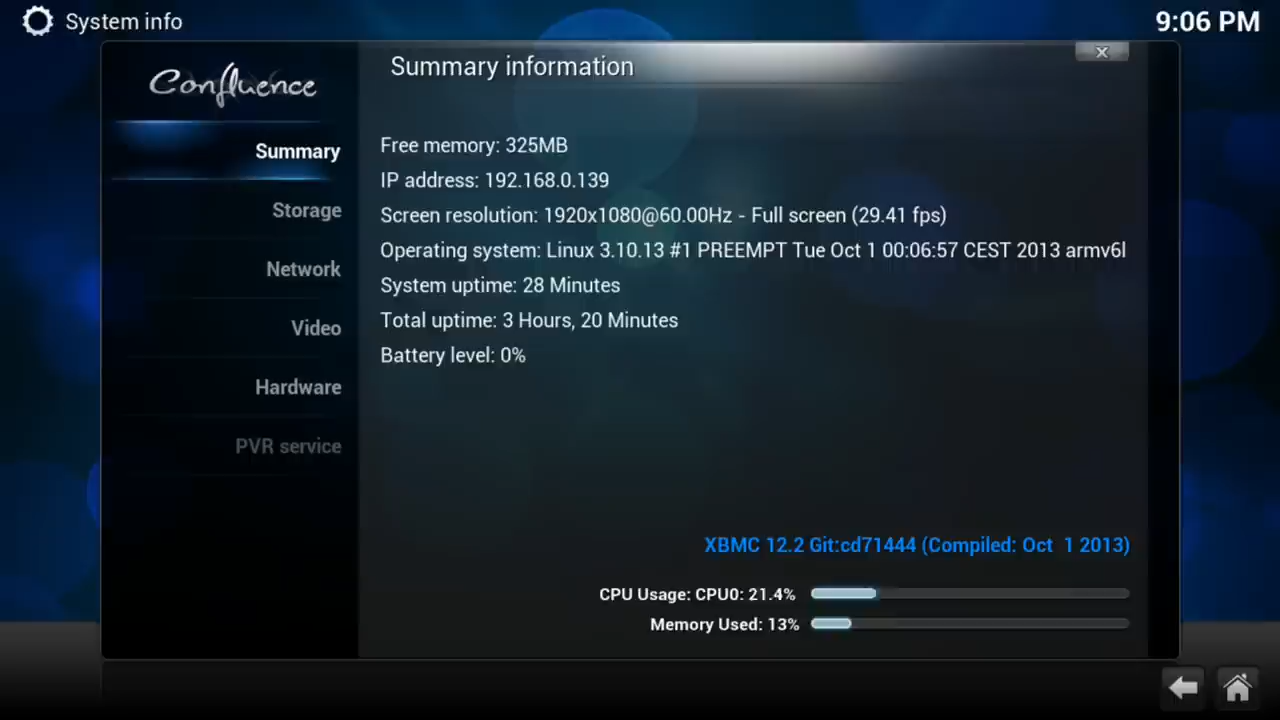 System info
9:06 PM
Confluence
Summary information
Summary
Storage
Network
Video
Hardware
PVR service
Free memory: 325MB
IP address: 192.168.0.139
Screen resolution: 1920x1080@60.00Hz - Full screen (29.41 fps)
Operating system: Linux 3.10.13 #1 PREEMPT Tue Oct 1 00:06:57 CEST 2013 armv6l
System uptime: 28 Minutes
Total uptime: 3 Hours, 20 Minutes
Battery level: 0%
XBMC 12.2 Git:cd71444 (Compiled: Oct  1 2013)
CPU Usage: CPU0: 21.4%
Memory Used: 13%